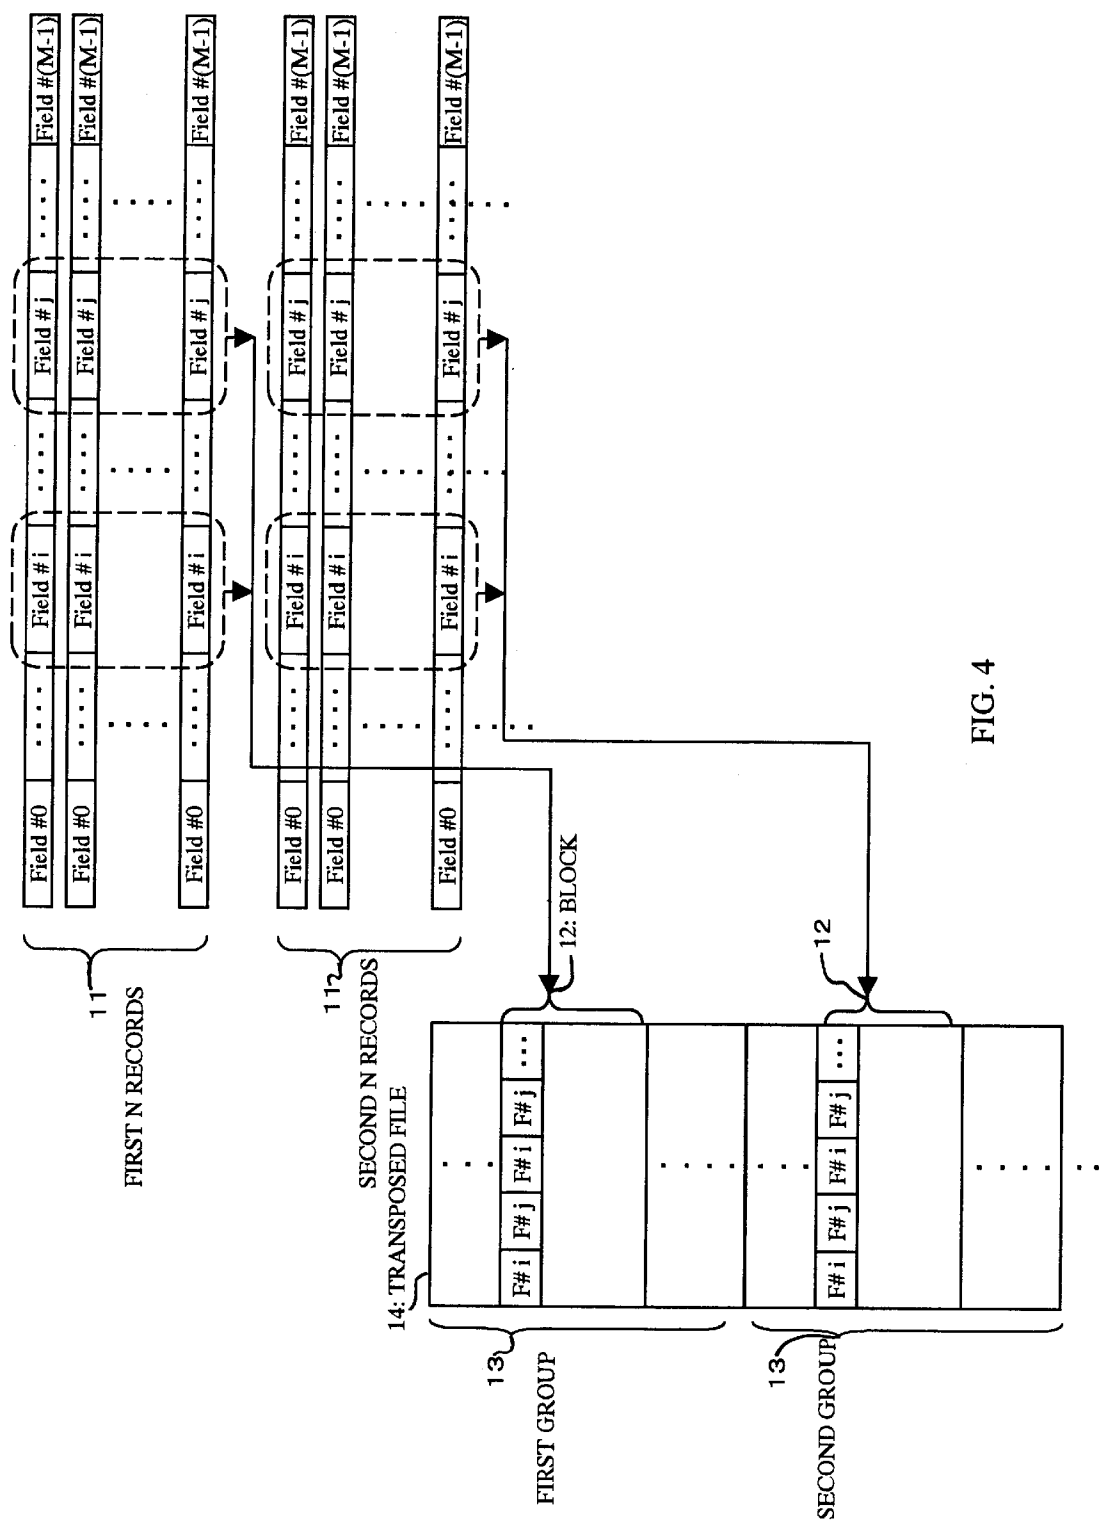 Field #0 .... Field # i .... Field # j .... Field #(M-1)
Field #0 .... Field # i .... Field # j .... Field #(M-1)
..... ..... .....
Field #0 .... Field # i .... Field # j .... Field #(M-1)
11
FIRST N RECORDS
Field #0 .... Field # i .... Field # j .... Field #(M-1)
Field #0 .... Field # i .... Field # j .... Field #(M-1)
Field #0 .... Field # i .... Field # j .... Field #(M-1)
11
SECOND N RECORDS
14: TRANSPOSED FILE
F# i F# j F# i F# j ...
12: BLOCK
13
FIRST GROUP
F# i F# j F# i F# j ...
12
13
SECOND GROUP
FIG. 4